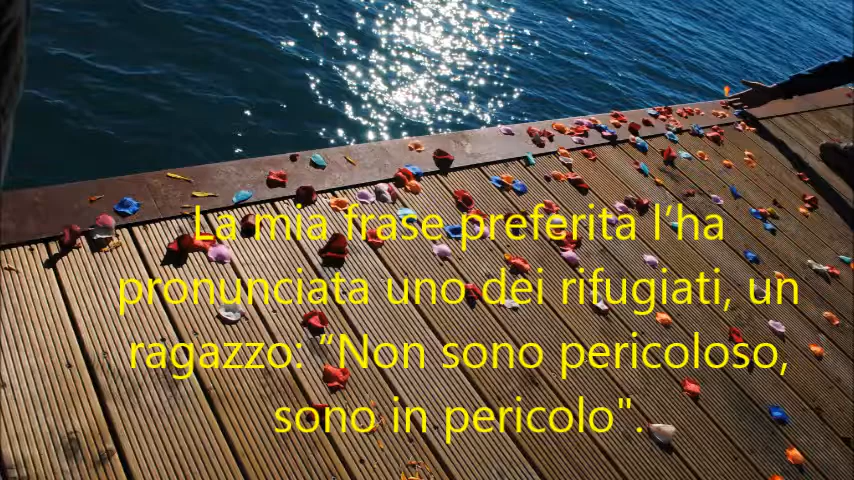 La mia frase preferita l’ha
pronunciata uno dei rifugiati, un
ragazzo: “Non sono pericoloso,
sono in pericolo".